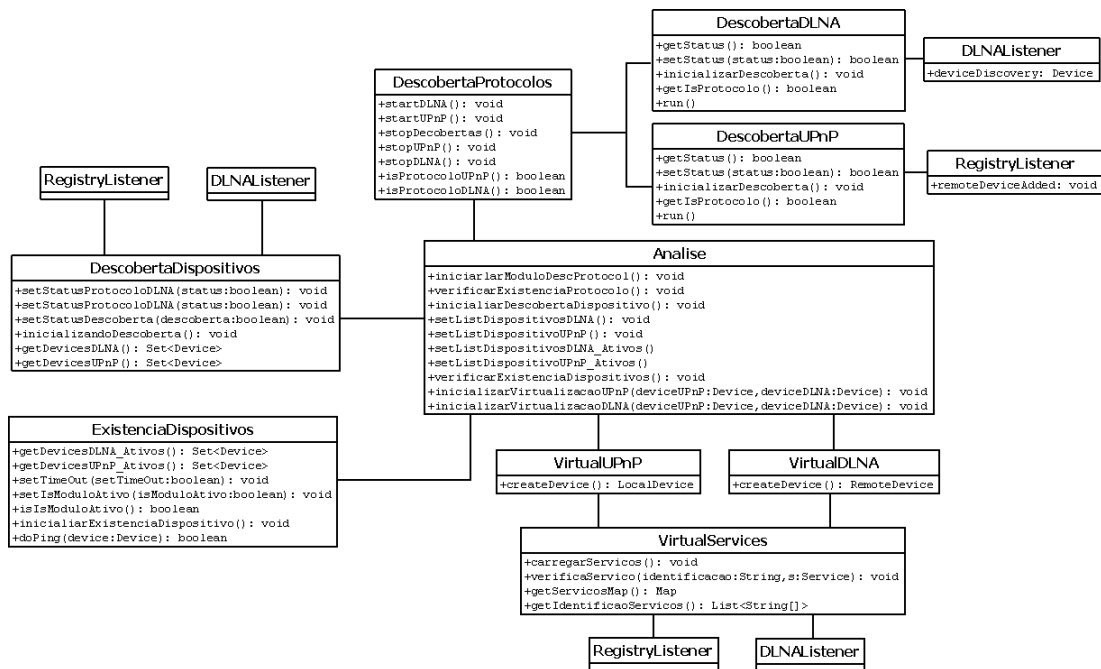 DescobertaDLNA
+getStatus(): boolean
+setStatus(status:boolean): boolean
+inicializarDescoberta(): void
+getIsProtocolo(): boolean
+run()
DLNAListener
+deviceDiscovery: Device
DescobertaProtocolos
+startDLNA(): void
+startUPnP(): void
+stopDecobertas(): void
+stopUPnP(): void
+stopDLNA(): void
+isProtocoloUPnP(): boolean
+isProtocoloDLNA(): boolean
DescobertaUPnP
+getStatus(): boolean
+setStatus(status:boolean): boolean
+inicializarDescoberta(): void
+getIsProtocolo(): boolean
+run()
RegistryListener
+remoteDeviceAdded: void
RegistryListener
DLNAListener
DescobertaDispositivos
+setStatusProtocoloDLNA(status:boolean): void
+setStatusProtocoloDLNA(status:boolean): void
+setStatusDescoberta(descoberta:boolean): void
+inicializandoDescoberta(): void
+getDevicesDLNA(): Set<Device>
+getDevicesUPnP(): Set<Device>
Analise
+iniciarlarModuloDescProtocol(): void
+verificarExistenciaProtocolo(): void
+inicialiarDescobertaDispositivo(): void
+setListDispositivosDLNA(): void
+setListDispositivoUPnP(): void
+setListDispositivosDLNA_Ativos()
+setListDispositivoUPnP_Ativos()
+verificarExistenciaDispositivos(): void
+inicializarVirtualizacaoUPnP(deviceUPnP:Device,deviceDLNA:Device): void
+inicializarVirtualizacaoDLNA(deviceUPnP:Device,deviceDLNA:Device): void
ExistenciaDispositivos
+getDevicesDLNA_Ativos(): Set<Device>
+getDevicesUPnP_Ativos(): Set<Device>
+setTimeOut(setTimeOut:boolean): void
+setIsModuloAtivo(isModuloAtivo:boolean): void
+isIsModuloAtivo(): boolean
+inicialiarExistenciaDispositivo(): void
+doPing(device:Device): boolean
VirtualUPnP
+createDevice(): LocalDevice
VirtualDLNA
+createDevice(): RemoteDevice
VirtualServices
+carregarServicos(): void
+verificaServico(identificacao:String,s:Service): void
+getServicosMap(): Map
+getIdentificaoServicos(): List<String[]>
RegistryListener
DLNAListener